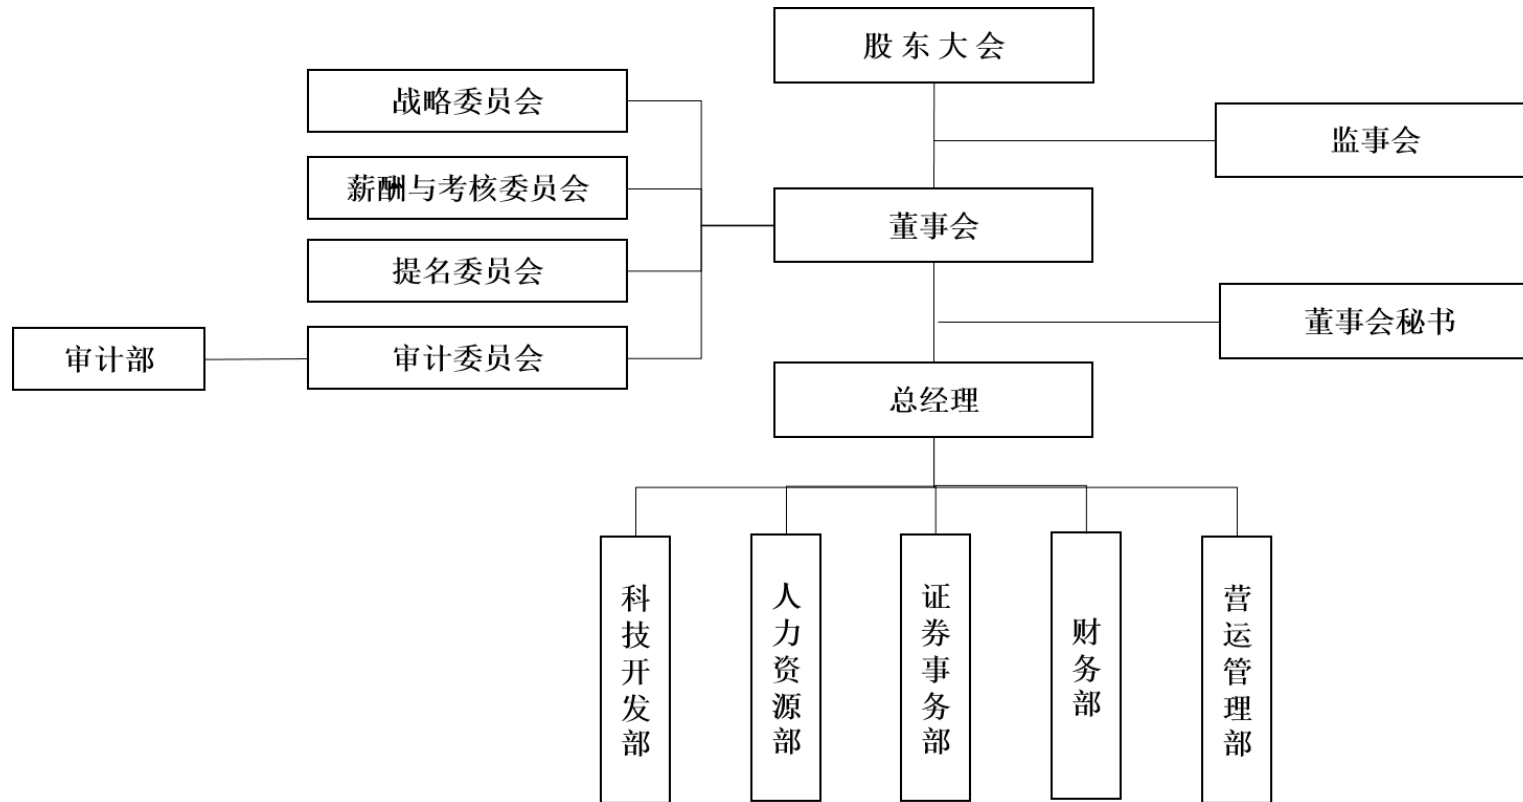 股东大会
战略委员会
监事会
薪酬与考核委员会
董事会
提名委员会
董事会秘书
审计部
审计委员会
总经理
科技开发部
人力资源部
证券事务部
财务部
营运管理部